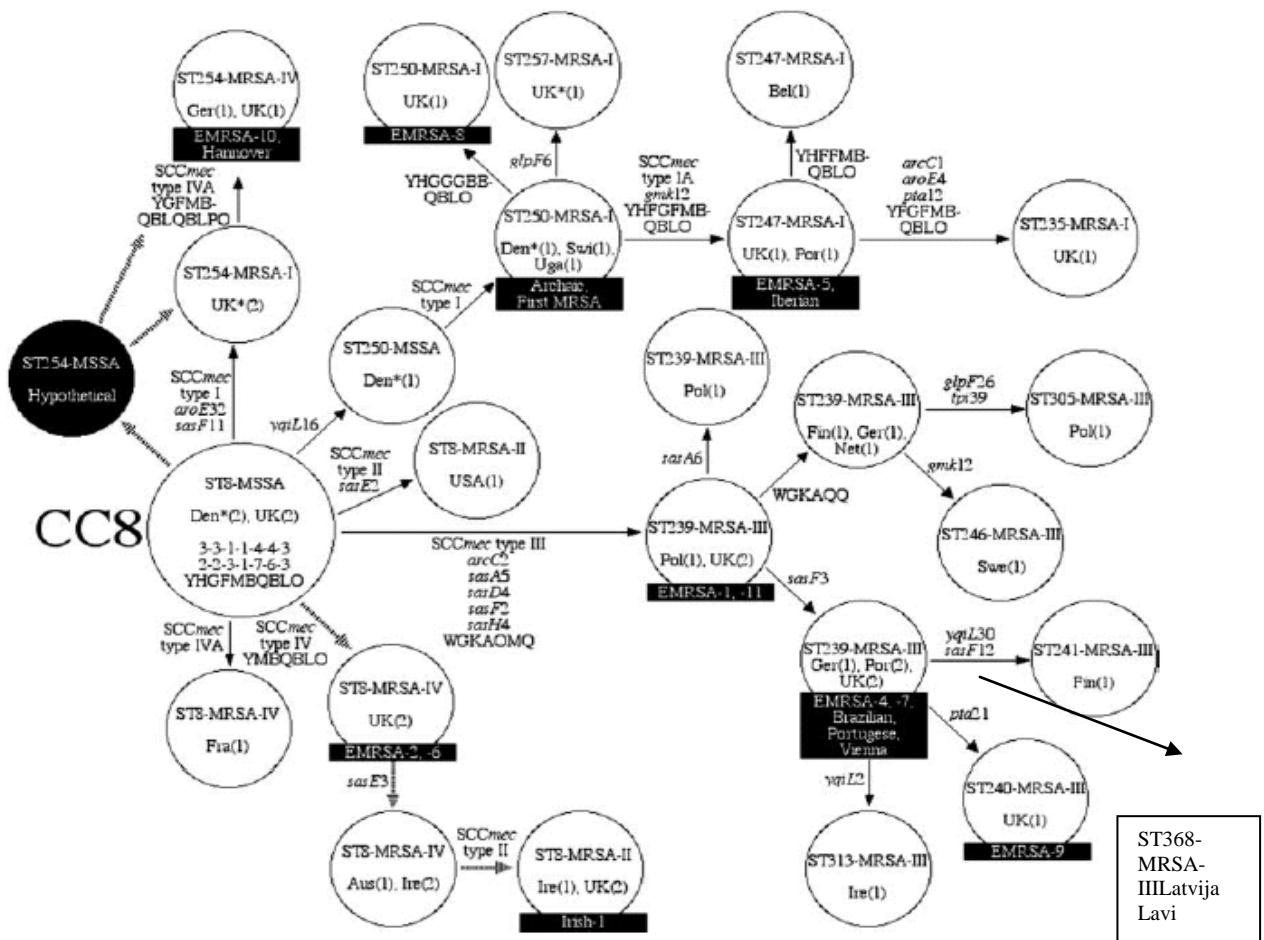 ST254-MRSA-IV
Ger(1), UK(1)
EMRSA-10,
Hannover
ST250-MRSA-I
UK(1)
EMRSA-8
ST257-MRSA-I
UK*(1)
ST247-MRSA-I
Bel(1)
SCCmec
type IVA
YGFMB-
QBLQBLPO
glpF6
YHGGGBB-
QBLO
SCCmec
type IA
gmk12
YHFGFMB-
QBLO
YHFFMB-
QBLO
arcC1
aroE4
pta12
YFGFMB-
QBLO
ST250-MRSA-I
Den*(1), Swi(1),
Uga(1)
Archaic,
First MRSA
ST247-MRSA-I
UK(1), Por(1)
EMRSA-5,
Iberian
ST235-MRSA-I
UK(1)
ST254-MRSA-I
UK*(2)
SCCmec
type I
ST254-MSSA
Hypothetical
SCCmec
type I
aroE32
sasF11
ST250-MSSA
Den*(1)
yqiL16
ST239-MRSA-III
Pol(1)
ST239-MRSA-III
Fin(1), Ger(1),
Net(1)
glpF26
tpi39
ST305-MRSA-III
Pol(1)
SCCmec
type II
sasE2
ST8-MRSA-II
USA(1)
sasA6
WGKAQQ
gmk12
CC8
ST8-MSSA
Den*(2), UK(2)
3-3-1-1-4-4-3
2-2-3-1-7-6-3
YHGFMBQBLO
SCCmec type III
arcC2
sasA5
sasD4
sasF2
sasH4
WGKAOMQ
ST239-MRSA-III
Pol(1), UK(2)
EMRSA-1, -11
ST246-MRSA-III
Swe(1)
sasF3
SCCmec
type IVA
SCCmec
type IV
YMBQBLO
ST239-MRSA-III
Ger(1), Por(2),
UK(2)
EMRSA-4, -7,
Brazilian,
Portugese,
Vienna
yqiL30
sasF12
ST241-MRSA-III
Fin(1)
ST8-MRSA-IV
Fra(1)
ST8-MRSA-IV
UK(2)
EMRSA-2, -6
sasE3
pta21
yqiL2
ST240-MRSA-III
UK(1)
EMRSA-9
ST8-MRSA-IV
Aus(1), Ire(2)
SCCmec
type II
ST8-MRSA-II
Ire(1), UK(2)
Irish-1
ST313-MRSA-III
Ire(1)
ST368-
MRSA-
IIILatvija
Lavi